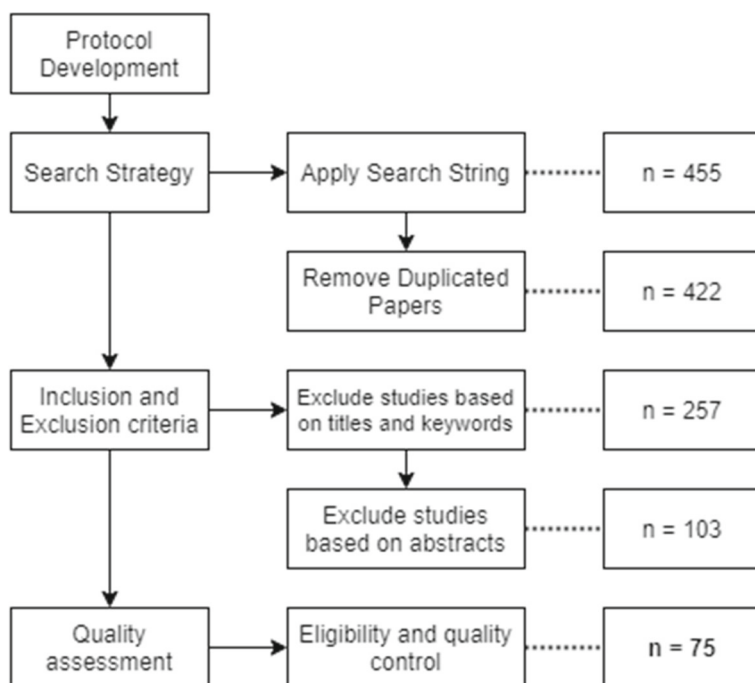 Protocol
Development
Search Strategy
Apply Search String
n = 455
Remove Duplicated
Papers
n = 422
Inclusion and
Exclusion criteria
Exclude studies based
on titles and keywords
n = 257
Exclude studies
based on abstracts
n = 103
Quality
assessment
Eligibility and quality
control
n = 75